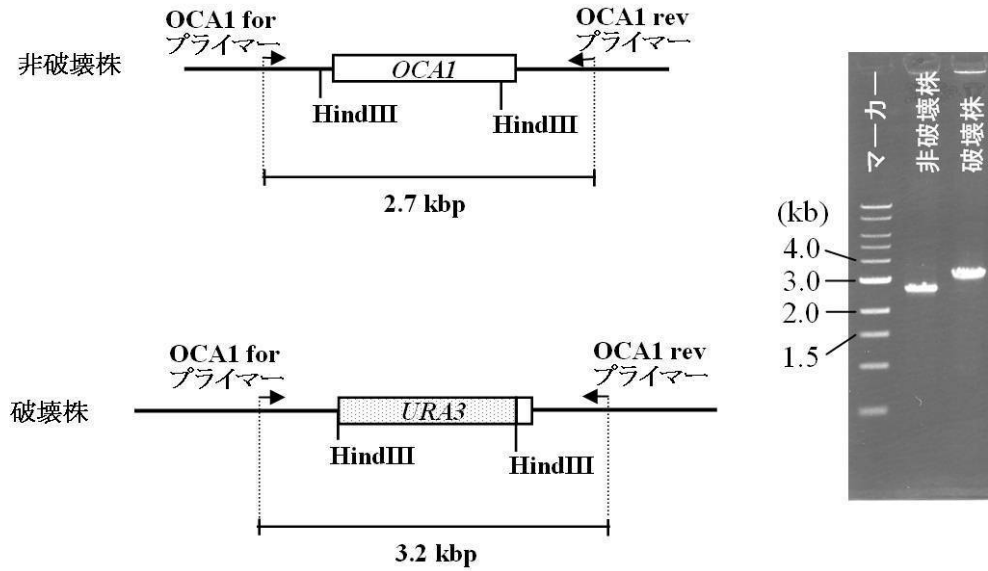 OCA1 for
プライマー
OCA1 rev
プライマー
非破壊株
OCA1
HindIII
HindIII
2.7 kbp
OCA1 for
プライマー
OCA1 rev
プライマー
破壊株
URA3
HindIII
HindIII
3.2 kbp
マーカー
非破壊株
破壊株
(kb)
4.0
3.0
2.0
1.5